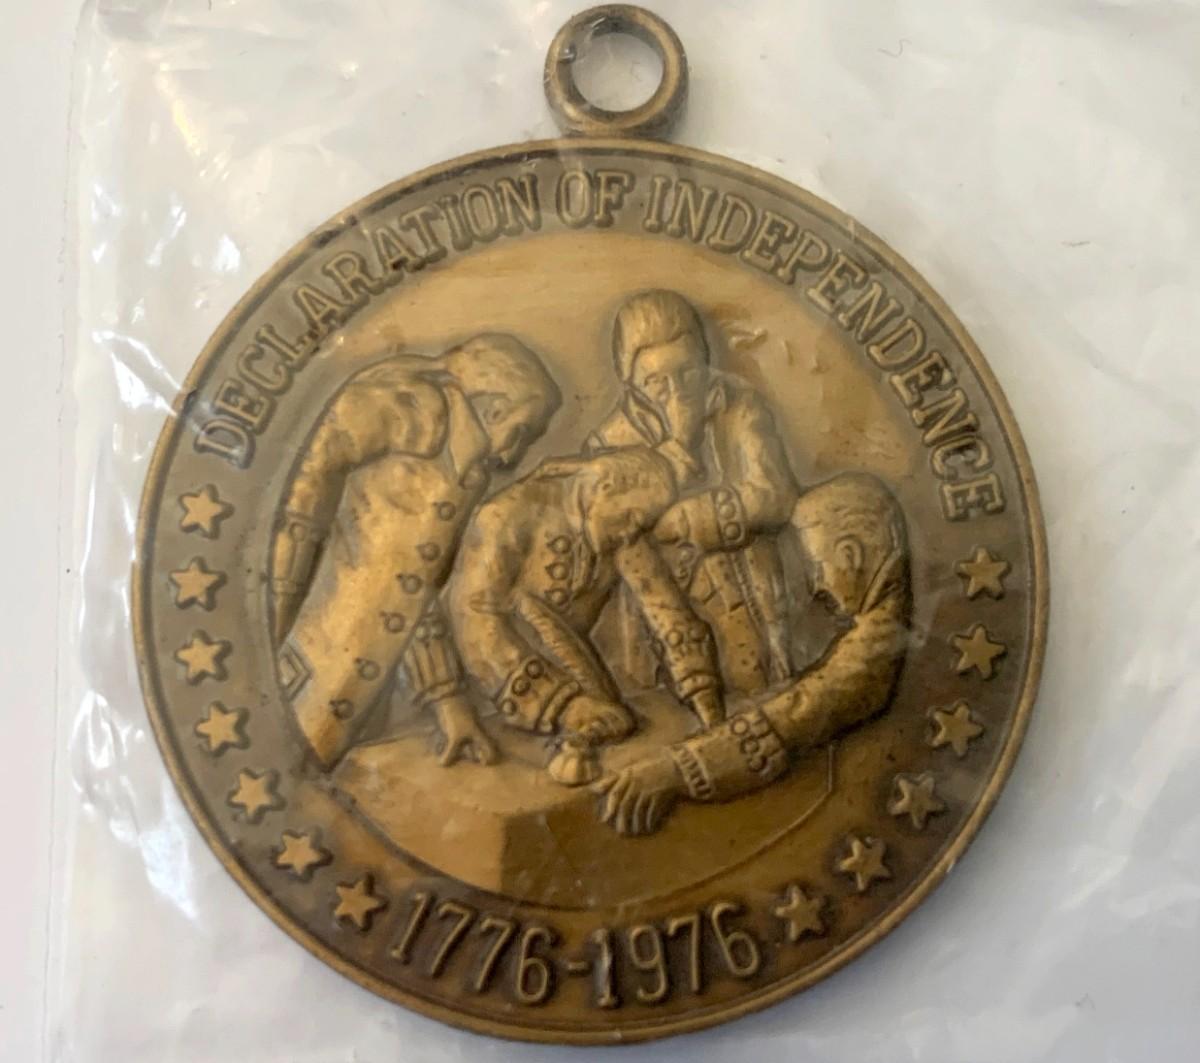 DECLARATION OF INDEPENDENCE
1776-1976